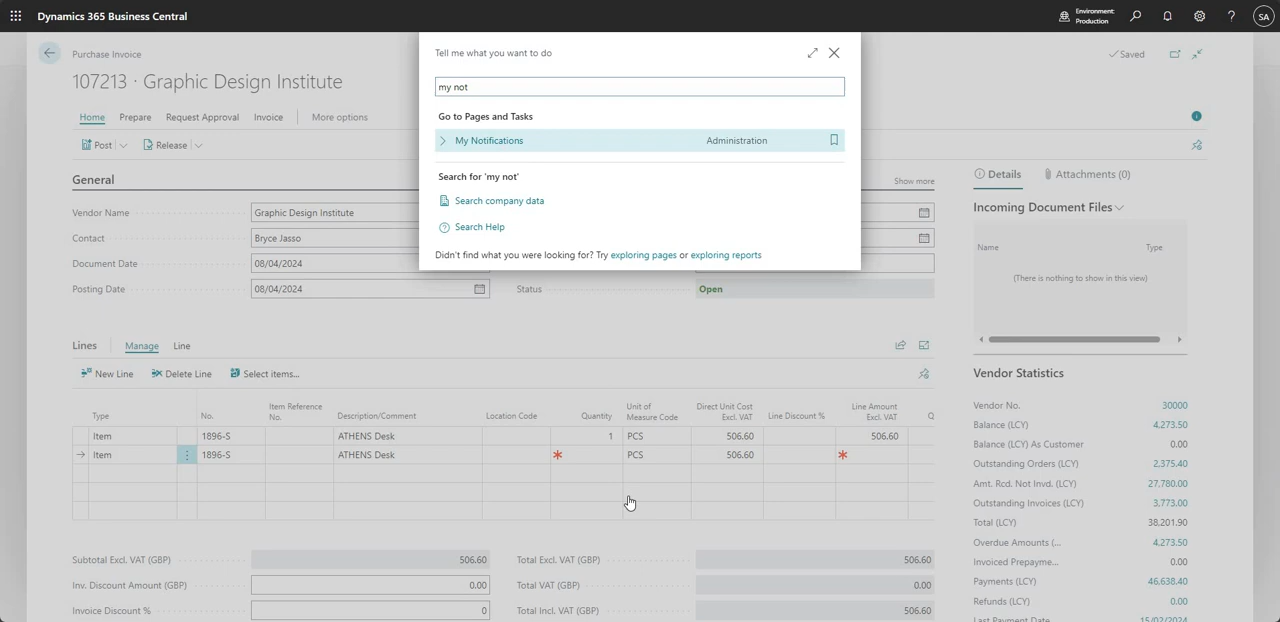 Dynamics 365 Business Central
Environment:
Production
SA
Purchase Invoice
Saved
107213 · Graphic Design Institute
Home Prepare Request Approval Invoice More options
Post Release
Tell me what you want to do
my not
Go to Pages and Tasks
My Notifications Administration
Search for 'my not'
Search company data
Search Help
Didn't find what you were looking for? Try exploring pages or exploring reports
General Show more
Vendor Name Graphic Design Institute
Contact Bryce Jasso
Document Date 08/04/2024
Posting Date 08/04/2024 Status Open
Details Attachments (0)
Incoming Document Files
Name Type
(There is nothing to show in this view)
Lines Manage Line
New Line Delete Line Select items...
Type No. Item Reference No. Description/Comment Location Code Quantity Unit of Measure Code Direct Unit Cost Excl. VAT Line Discount % Line Amount Excl. VAT Q
Item 1896-S ATHENS Desk 1 PCS 506.60 506.60
Item 1896-S ATHENS Desk * PCS 506.60 *
Subtotal Excl. VAT (GBP) 506.60 Total Excl. VAT (GBP) 506.60
Inv. Discount Amount (GBP) 0.00 Total VAT (GBP) 0.00
Invoice Discount % 0 Total Incl. VAT (GBP) 506.60
Vendor Statistics
Vendor No. 30000
Balance (LCY) 4,273.50
Balance (LCY) As Customer 0.00
Outstanding Orders (LCY) 2,375.40
Amt. Rcd. Not Invd. (LCY) 27,780.00
Outstanding Invoices (LCY) 3,773.00
Total (LCY) 38,201.90
Overdue Amounts (... 4,273.50
Invoiced Prepayme... 0.00
Payments (LCY) 46,638.40
Refunds (LCY) 0.00
Last Payment Date 15/02/2024